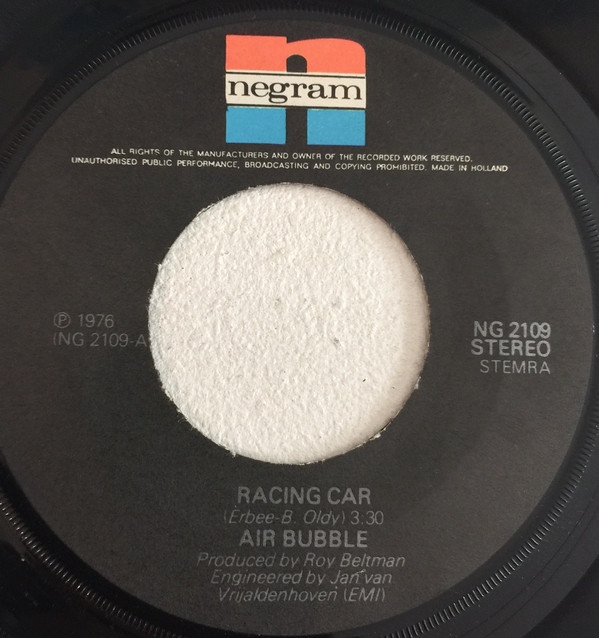 negram
ALL RIGHTS OF THE MANUFACTURERS AND OWNER OF THE RECORDED WORK RESERVED.
UNAUTHORISED PUBLIC PERFORMANCE, BROADCASTING AND COPYING PROHIBITED. MADE IN HOLLAND
℗ 1976
(NG 2109-A
NG 2109
STEREO
STEMRA
RACING CAR
(Erbee-B. Oldy) 3.30
AIR BUBBLE
Produced by Roy Beltman
Engineered by Jan van
Vrijaldenhoven (EMI)